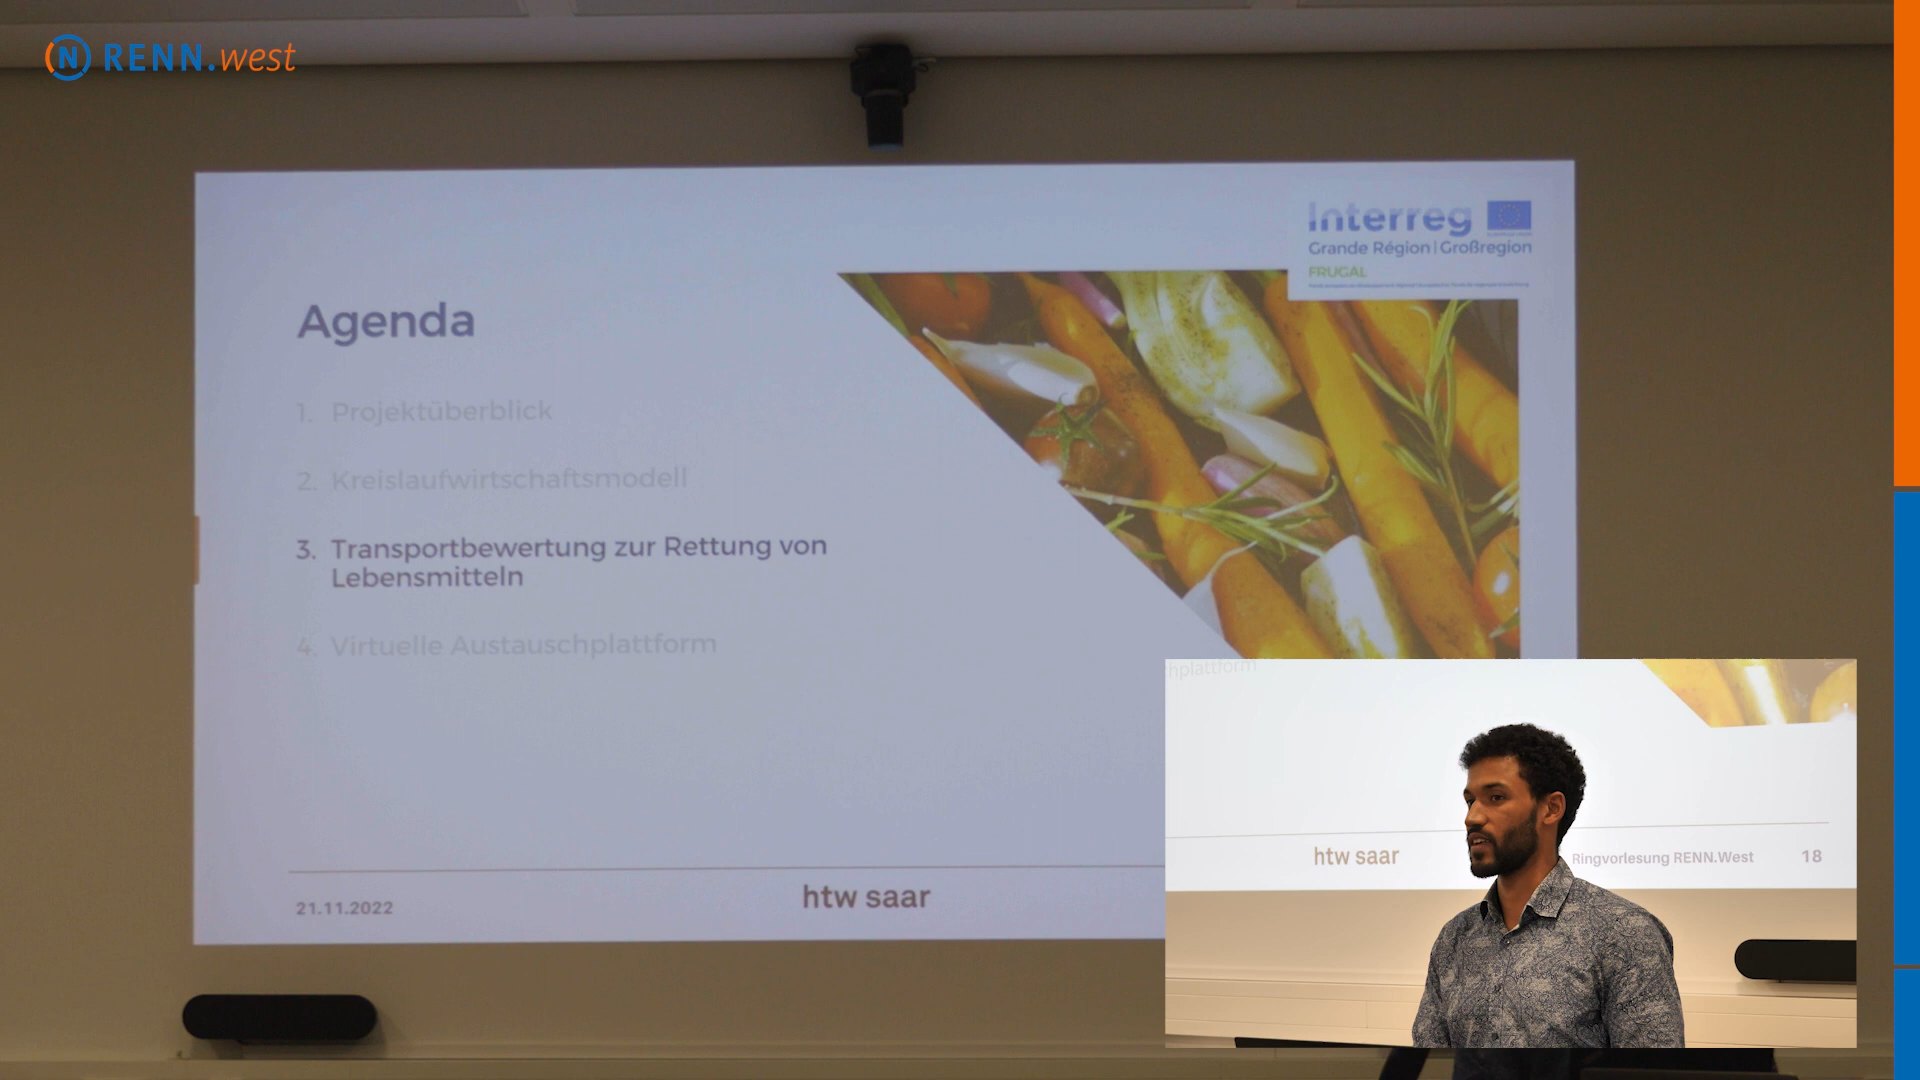 RENN.west
Interreg
Grande Région | Großregion
FRUGAL
Agenda
1. Projektüberblick
2. Kreislaufwirtschaftsmodell
3. Transportbewertung zur Rettung von
Lebensmitteln
4. Virtuelle Austauschplattform
21.11.2022
htw saar
hplattform
htw saar
Ringvorlesung RENN.West
18